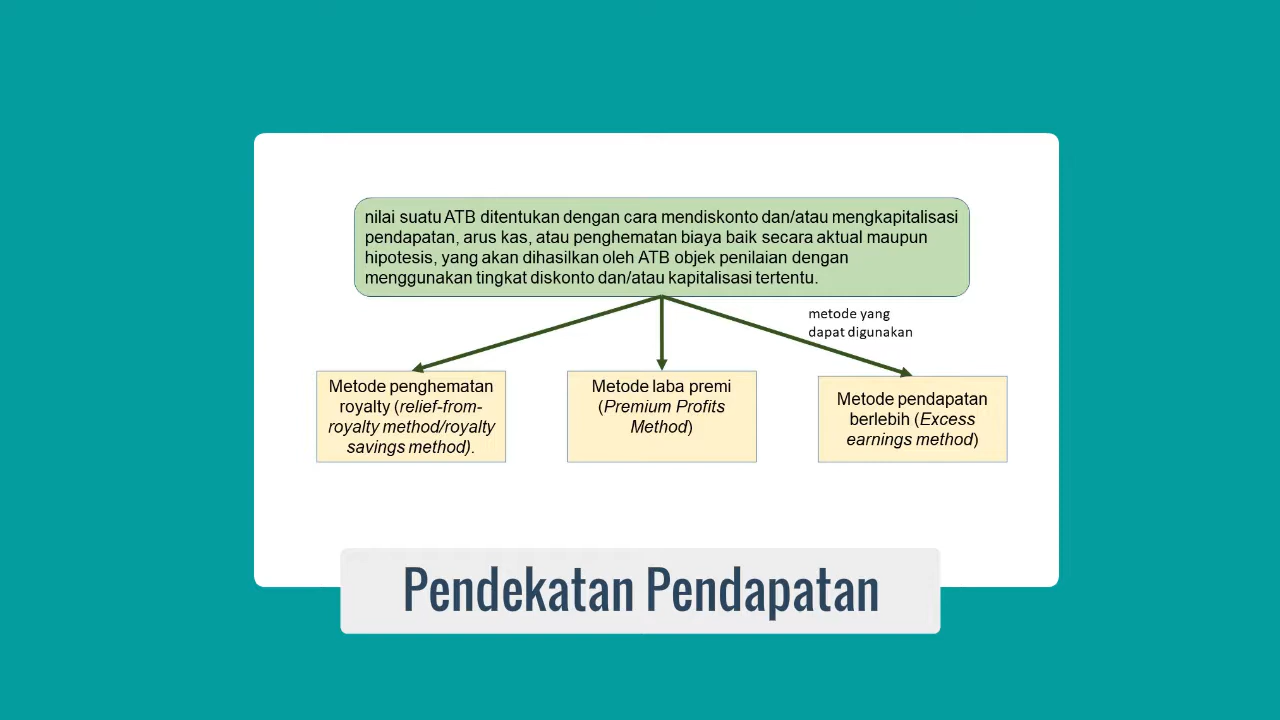 nilai suatu ATB ditentukan dengan cara mendiskonto dan/atau mengkapitalisasi
pendapatan, arus kas, atau penghematan biaya baik secara aktual maupun
hipotesis, yang akan dihasilkan oleh ATB objek penilaian dengan
menggunakan tingkat diskonto dan/atau kapitalisasi tertentu.
metode yang
dapat digunakan
Metode penghematan
royalty (relief-from-
royalty method/royalty
savings method).
Metode laba premi
(Premium Profits
Method)
Metode pendapatan
berlebih (Excess
earnings method)
Pendekatan Pendapatan